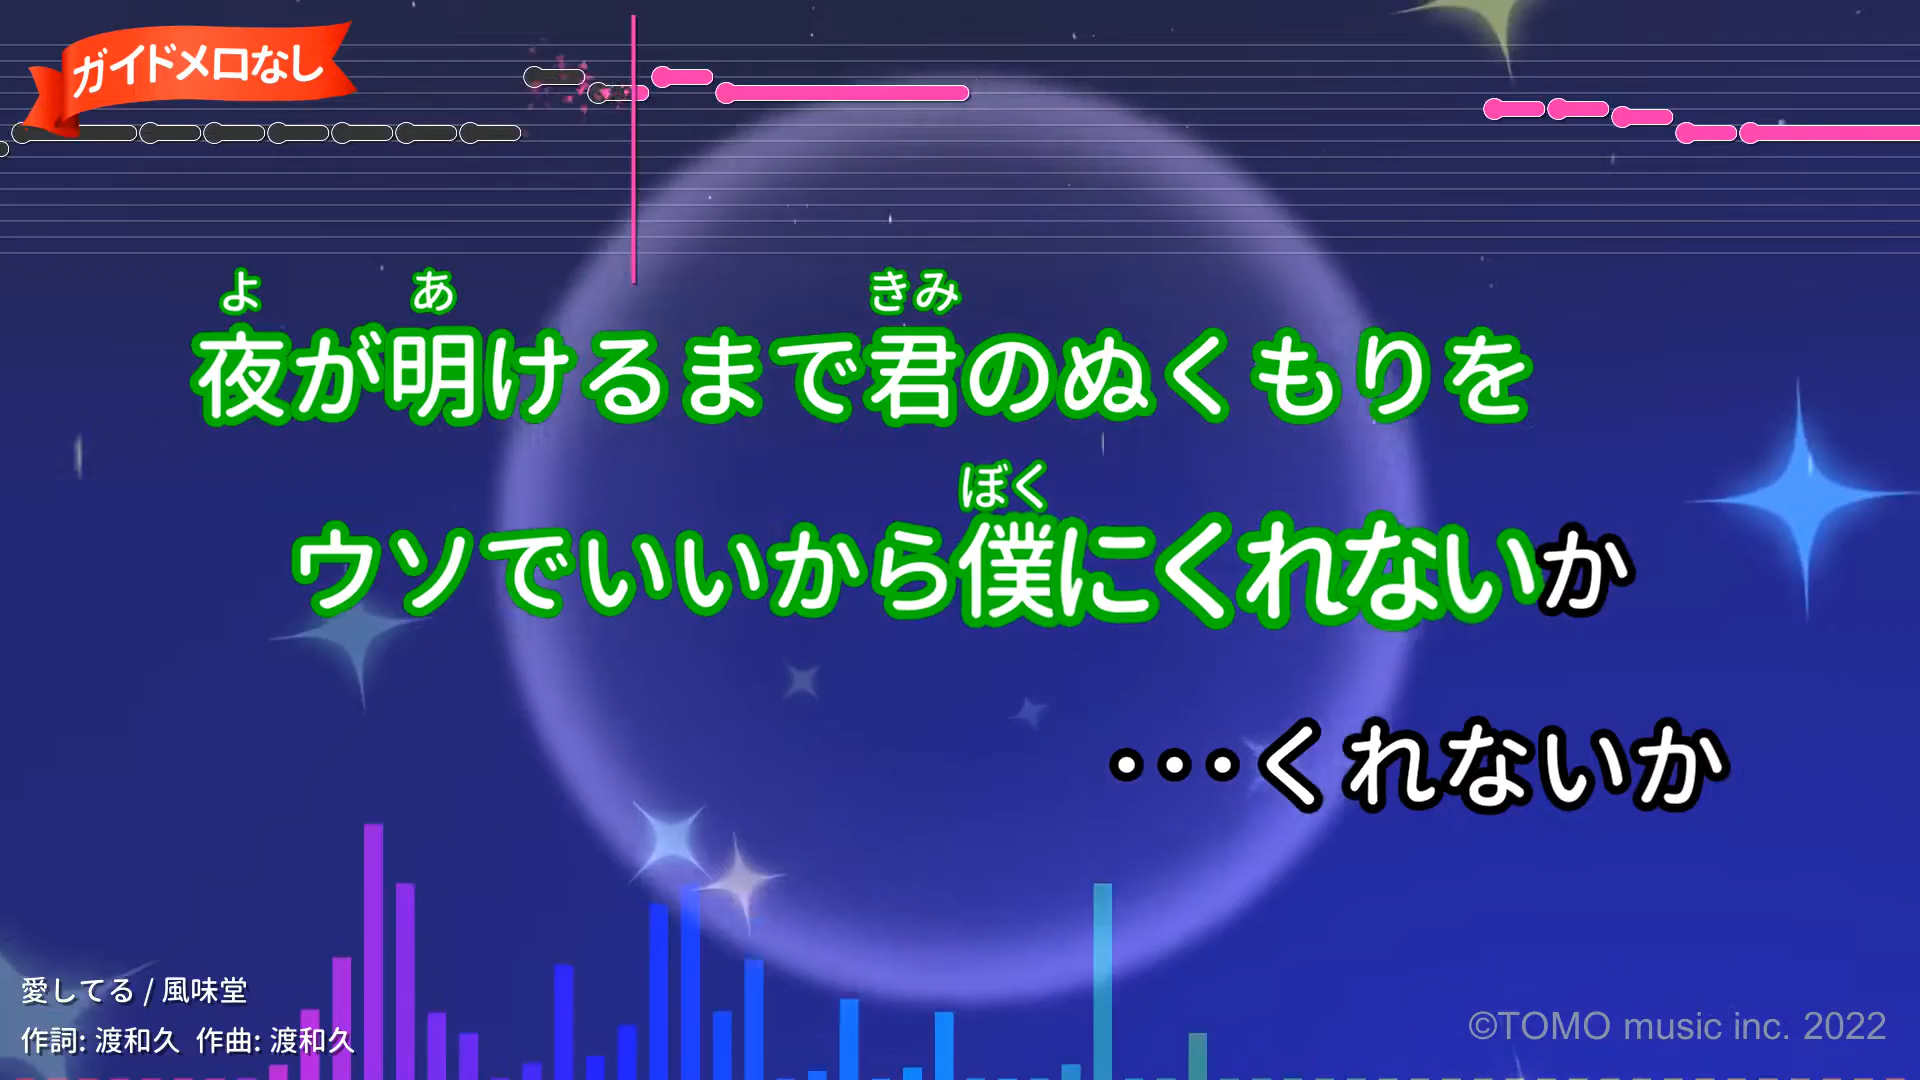 ガイドメロなし
よ あ きみ
夜が明けるまで君のぬくもりを
ぼく
ウソでいいから僕にくれないか
・・・くれないか
愛してる / 風味堂
作詞: 渡和久 作曲: 渡和久
©TOMO music inc. 2022